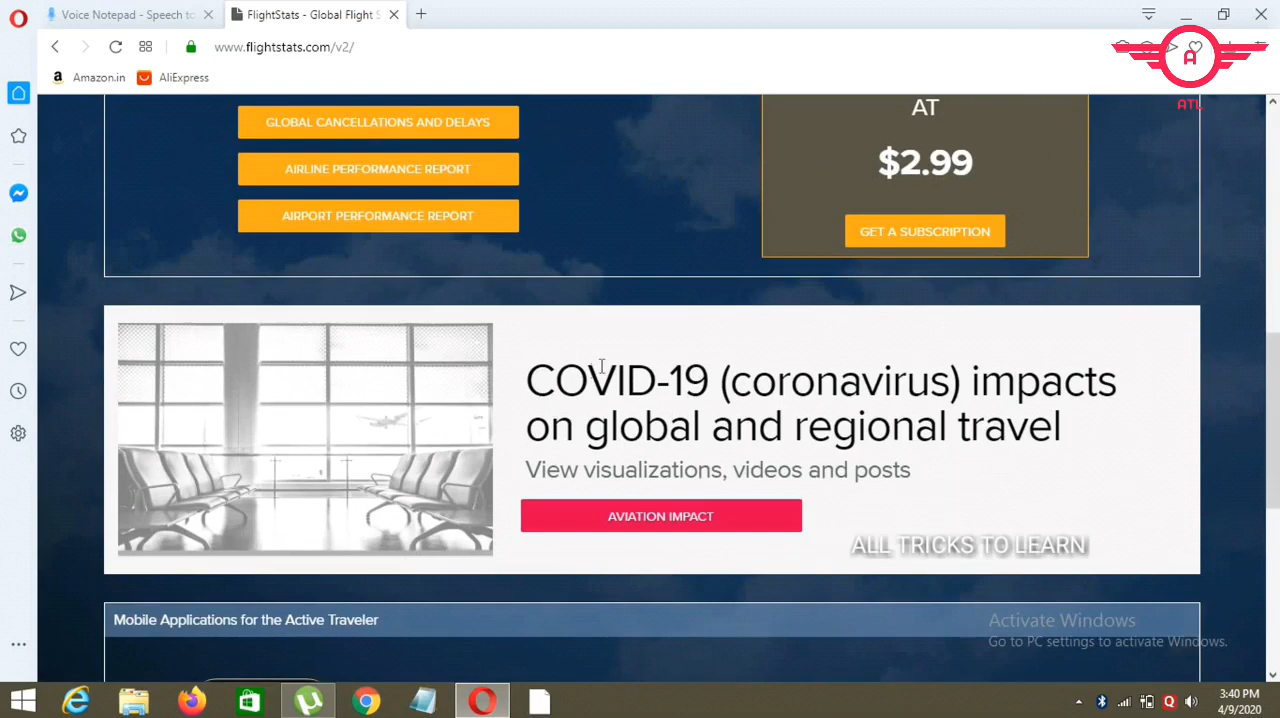 Voice Notepad - Speech to
FlightStats - Global Flight S
www.flightstats.com/v2/
Amazon.in
AliExpress
A
ATL
GLOBAL CANCELLATIONS AND DELAYS
AIRLINE PERFORMANCE REPORT
AIRPORT PERFORMANCE REPORT
AT
$2.99
GET A SUBSCRIPTION
COVID-19 (coronavirus) impacts
on global and regional travel
View visualizations, videos and posts
AVIATION IMPACT
ALL TRICKS TO LEARN
Mobile Applications for the Active Traveler
Activate Windows
Go to PC settings to activate Windows.
3:40 PM
4/9/2020